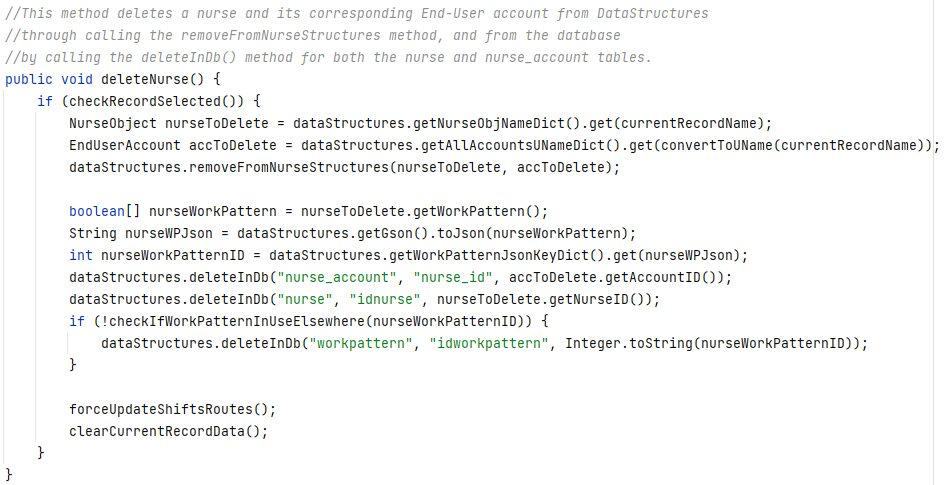 //This method deletes a nurse and its corresponding End-User account from DataStructures
//through calling the removeFromNurseStructures method, and from the database
//by calling the deleteInDb() method for both the nurse and nurse_account tables.
public void deleteNurse() {
    if (checkRecordSelected()) {
        NurseObject nurseToDelete = dataStructures.getNurseObjNameDict().get(currentRecordName);
        EndUserAccount accToDelete = dataStructures.getAllAccountsUNameDict().get(convertToUName(currentRecordName));
        dataStructures.removeFromNurseStructures(nurseToDelete, accToDelete);

        boolean[] nurseWorkPattern = nurseToDelete.getWorkPattern();
        String nurseWPJson = dataStructures.getGson().toJson(nurseWorkPattern);
        int nurseWorkPatternID = dataStructures.getWorkPatternJsonKeyDict().get(nurseWPJson);
        dataStructures.deleteInDb("nurse_account", "nurse_id", accToDelete.getAccountID());
        dataStructures.deleteInDb("nurse", "idnurse", nurseToDelete.getNurseID());
        if (!checkIfWorkPatternInUseElsewhere(nurseWorkPatternID)) {
            dataStructures.deleteInDb("workpattern", "idworkpattern", Integer.toString(nurseWorkPatternID));
        }

        forceUpdateShiftsRoutes();
        clearCurrentRecordData();
    }
}